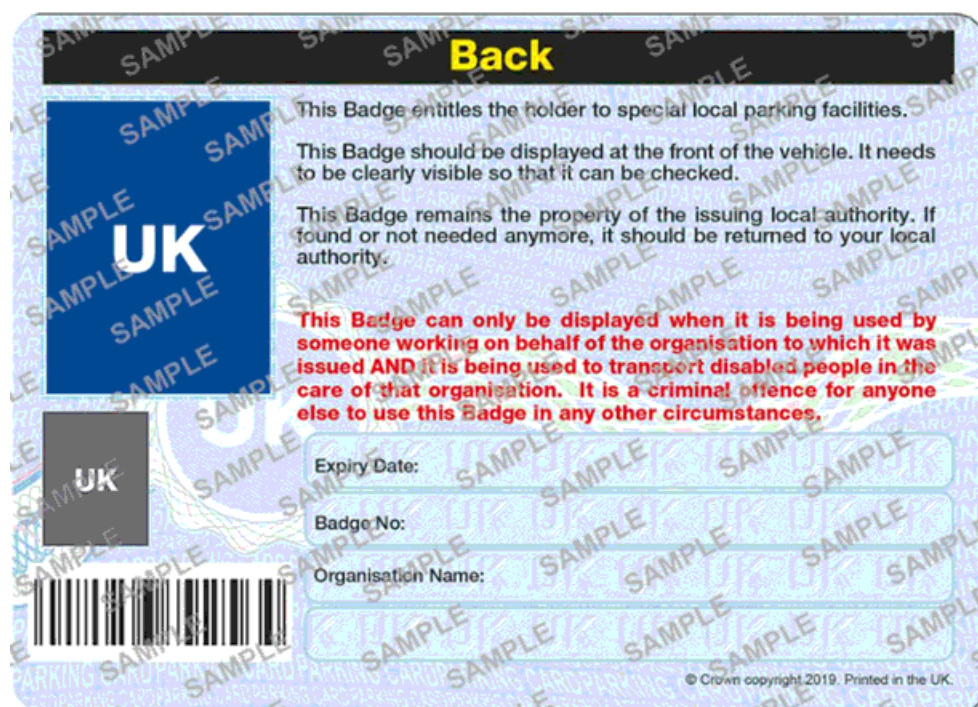 Back
This Badge entitles the holder to special local parking facilities.
This Badge should be displayed at the front of the vehicle. It needs
to be clearly visible so that it can be checked.
This Badge remains the property of the issuing local authority. If
found or not needed anymore, it should be returned to your local
authority.
UK
This Badge can only be displayed when it is being used by
someone working on behalf of the organisation to which it was
issued AND it is being used to transport disabled people in the
care of that organisation. It is a criminal offence for anyone
else to use this Badge in any other circumstances.
UK
Expiry Date:
Badge No:
Organisation Name:
© Crown copyright 2019. Printed in the UK.
SAMPLE